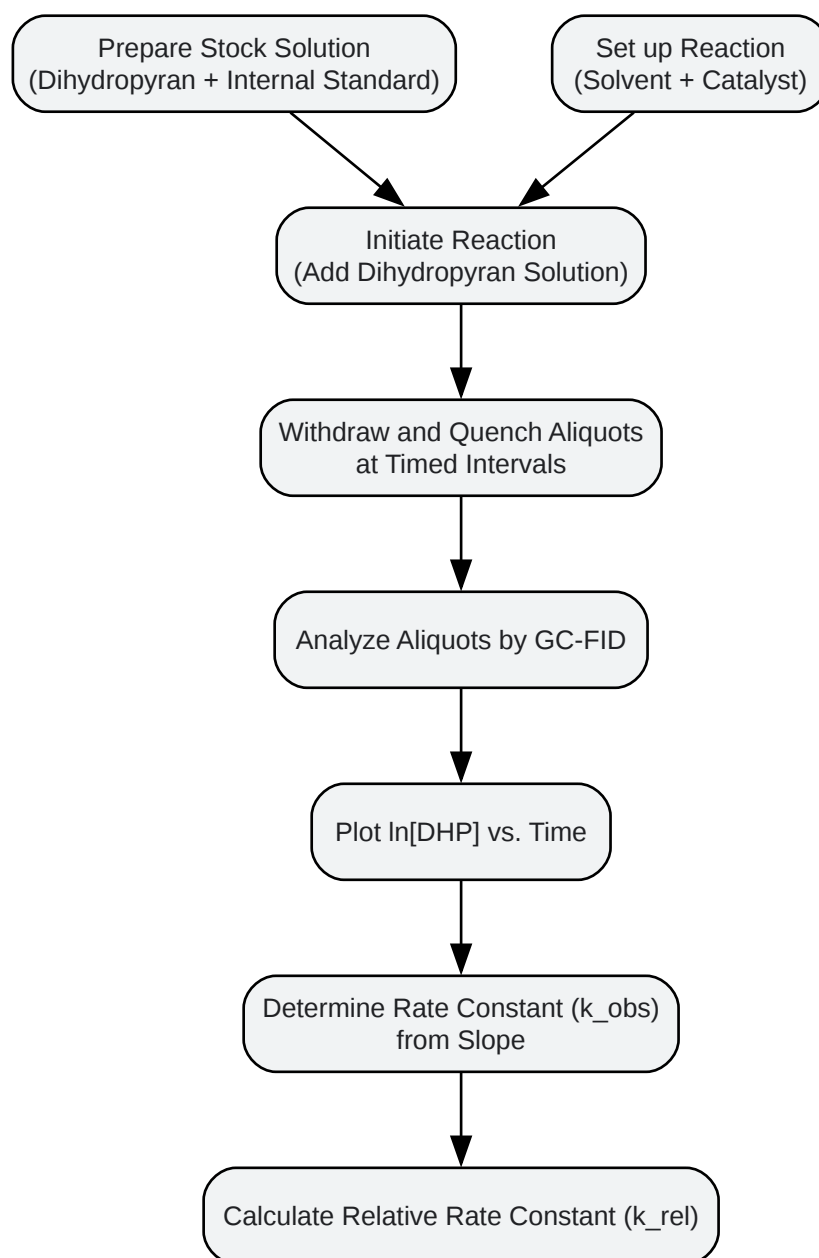 Prepare Stock Solution
(Dihydropyran + Internal Standard)
Set up Reaction
(Solvent + Catalyst)
Initiate Reaction
(Add Dihydropyran Solution)
Withdraw and Quench Aliquots
at Timed Intervals
Analyze Aliquots by GC-FID
Plot ln[DHP] vs. Time
Determine Rate Constant (k_obs)
from Slope
Calculate Relative Rate Constant (k_rel)